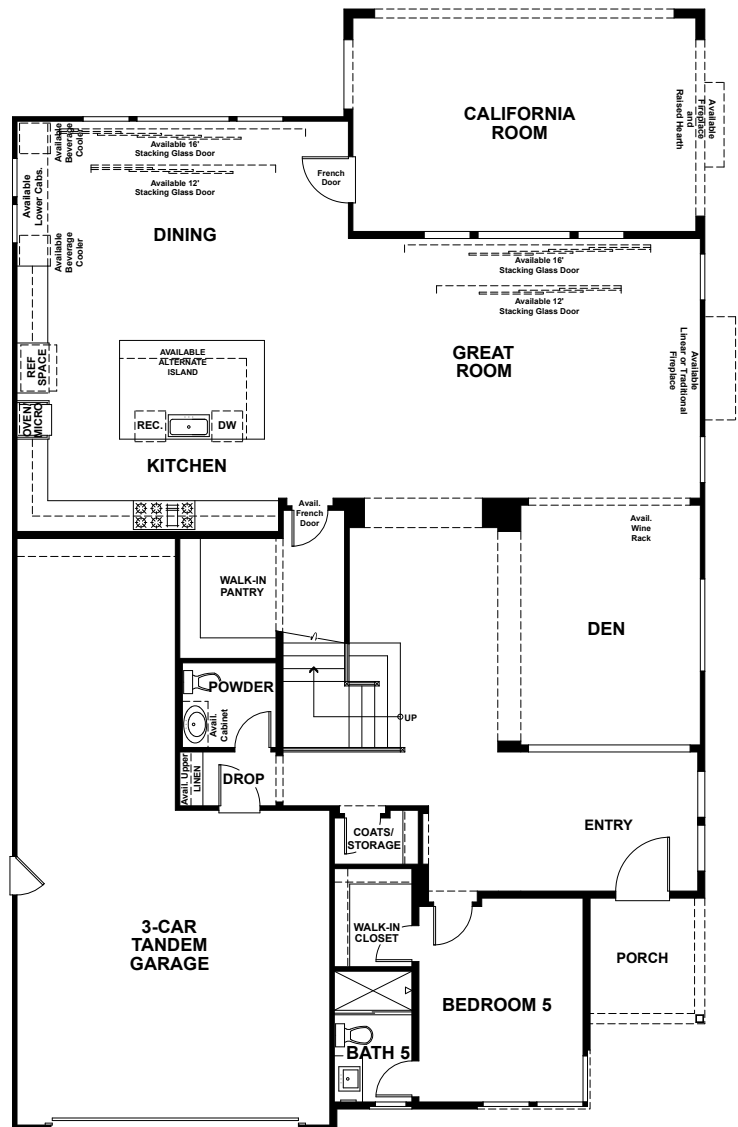 CALIFORNIA
ROOM
Available
Fireplace
and
Raised Hearth
Available
Beverage
Cooler
Available 16'
Stacking Glass Door
Available 12'
Stacking Glass Door
French
Door
Available
Lower Cabs.
Available
Beverage
Cooler
DINING
Available 16'
Stacking Glass Door
Available 12'
Stacking Glass Door
GREAT
ROOM
Available
Linear or Traditional
Fireplace
REF
SPACE
AVAILABLE
ALTERNATE
ISLAND
OVEN/
MICRO
REC.
DW
KITCHEN
Avail.
French
Door
Avail.
Wine
Rack
WALK-IN
PANTRY
DEN
POWDER
Avail.
Cabinet
UP
Avail. Upper
LINEN
DROP
COATS/
STORAGE
ENTRY
3-CAR
TANDEM
GARAGE
WALK-IN
CLOSET
PORCH
BEDROOM 5
BATH 5